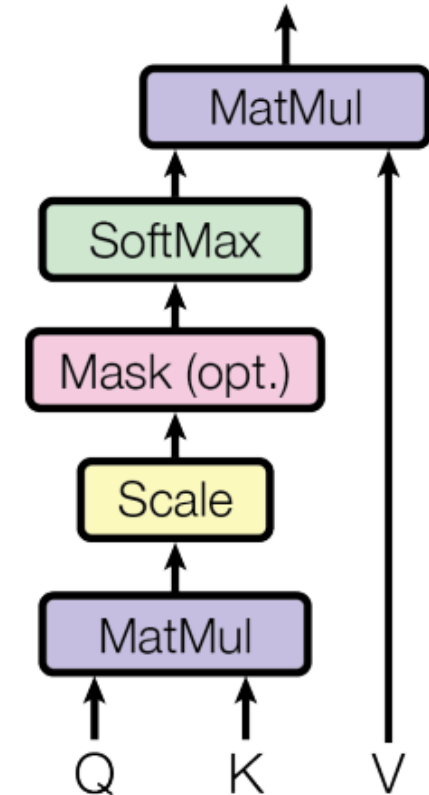 MatMul
SoftMax
Mask (opt.)
Scale
MatMul
Q K V